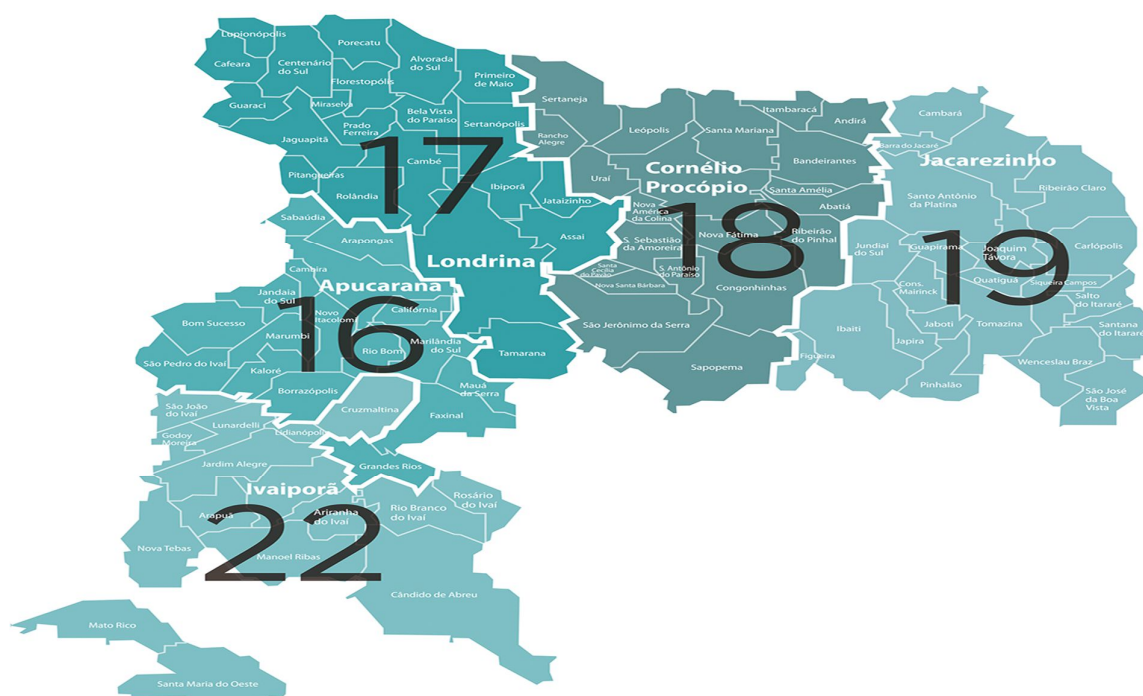 Lupionópolis
Porecatu
Cafeara
Centenário
do Sul
Alvorada
do Sul
Florestópolis
Primeiro
de Maio
Guaraci
Miraselva
Bela Vista
do Paraíso
Prado
Ferreira
Sertanópolis
Jaguapitã
17
Cambé
Pitangueiras
Rolândia
Ibiporã
Jataizinho
Assai
Londrina
Tamarana
Sabaúdia
Arapongas
Cambira
Apucarana
Jandaia
do Sul
Novo
Itacolomi
Califórnia
Bom Sucesso
16
Marumbi
Marilândia
do Sul
Rio Bom
São Pedro do Ivaí
Kaloré
Borrazópolis
Mauá
da Serra
Cruzmaltina
Faxinal
Grandes Rios
São João
do Ivaí
Lunardelli
Lidianópolis
Godoy
Moreira
Jardim Alegre
Ivaiporã
Rosário
do Ivaí
Arapuã
Ariranha
do Ivaí
Rio Branco
do Ivaí
22
Nova Tebas
Manoel Ribas
Cândido de Abreu
Mato Rico
Santa Maria do Oeste
Sertaneja
Itambaracá
Andirá
Leópolis
Santa Mariana
Rancho
Alegre
Bandeirantes
Cornélio
Procópio
Uraí
Santa Amélia
Abatiá
Nova
América
da Colina
18
Nova Fátima
Ribeirão
do Pinhal
S. Sebastião
da Amoreira
Santa
Cecília
do Pavão
S. Antônio
do Paraíso
Nova Santa Bárbara
Congonhinhas
São Jerônimo da Serra
Sapopema
Cambará
Barra do Jacaré
Jacarezinho
Ribeirão Claro
Santo Antônio
da Platina
19
Jundiai
do Sul
Guapirama
Joaquim
Távora
Carlópolis
Quatiguá
Siqueira Campos
Cons.
Mairinck
Salto
do Itararé
Ibaiti
Jaboti
Tomazina
Santana
do Itararé
Japira
Figueira
Wenceslau Braz
Pinhalão
São José
da Boa
Vista